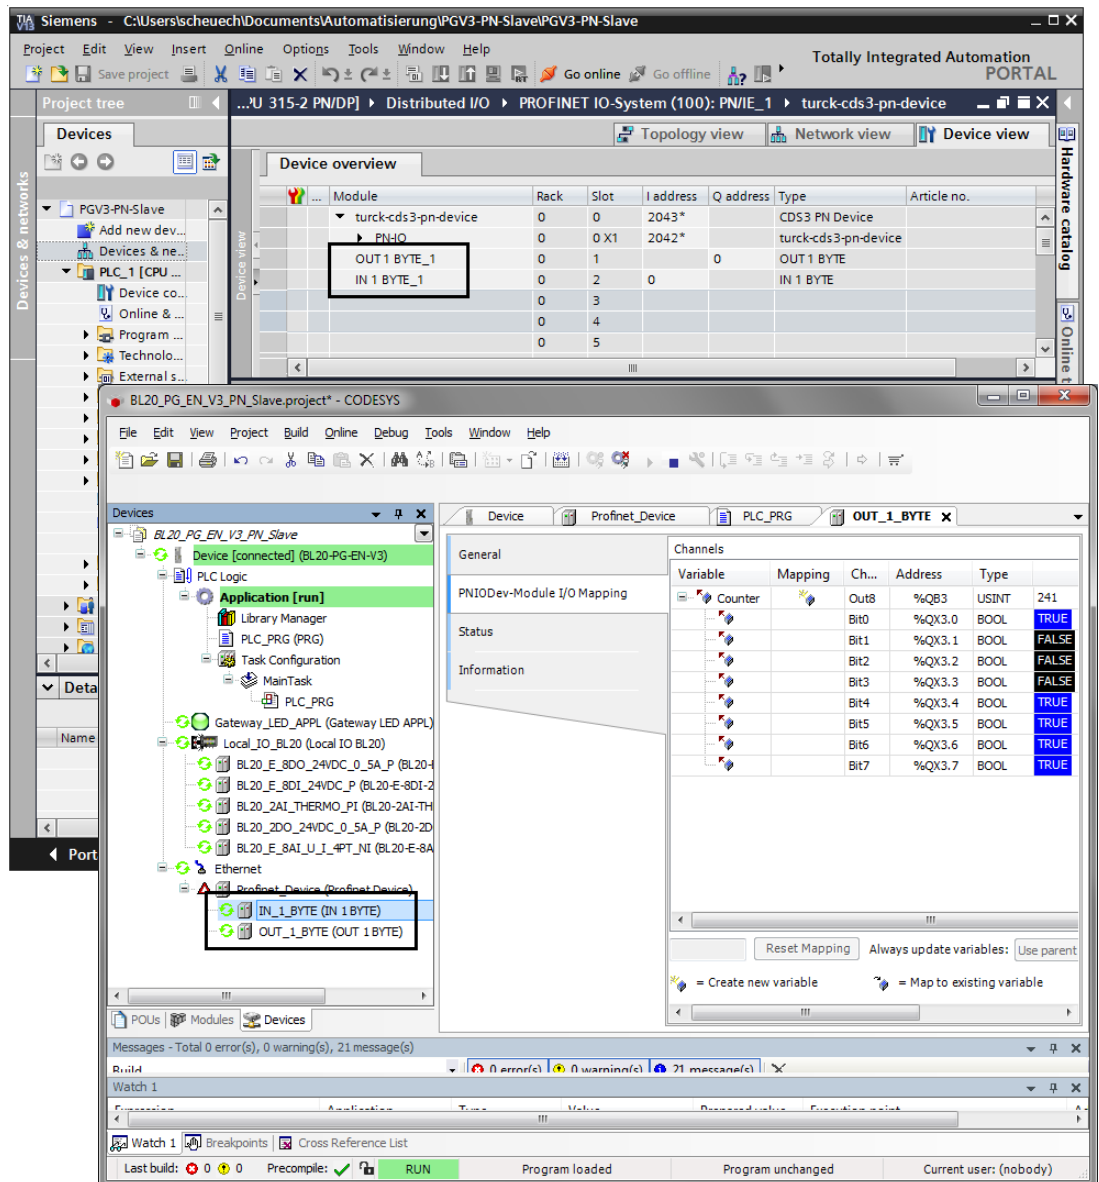 Siemens - C:\Users\scheuech\Documents\Automatisierung\PGV3-PN-Slave\PGV3-PN-Slave
Project Edit View Insert Online Options Tools Window Help
Totally Integrated Automation
PORTAL
Save project Go online Go offline
Project tree
...'U 315-2 PN/DP] Distributed I/O PROFINET IO-System (100): PN/IE_1 turck-cds3-pn-device
Devices
Topology view Network view Device view
Device overview
Module Rack Slot I address Q address Type Article no.
turck-cds3-pn-device 0 0 2043* CDS3 PN Device
PN-IO 0 0 X1 2042* turck-cds3-pn-device
OUT 1 BYTE_1 0 1 0 OUT 1 BYTE
IN 1 BYTE_1 0 2 0 IN 1 BYTE
0 3
0 4
0 5
PGV3-PN-Slave
Add new dev...
Devices & ne...
PLC_1 [CPU ...
Device co...
Online & ...
Program ...
Technolo...
External s...
Devices & networks
Device view
Hardware catalog
Online t
Deta
Name
Port
BL20_PG_EN_V3_PN_Slave.project* - CODESYS
File Edit View Project Build Online Debug Tools Window Help
Devices
BL20_PG_EN_V3_PN_Slave
Device [connected] (BL20-PG-EN-V3)
PLC Logic
Application [run]
Library Manager
PLC_PRG (PRG)
Task Configuration
MainTask
PLC_PRG
Gateway_LED_APPL (Gateway LED APPL)
Local_IO_BL20 (Local IO BL20)
BL20_E_8DO_24VDC_0_5A_P (BL20-
BL20_E_8DI_24VDC_P (BL20-E-8DI-2
BL20_2AI_THERMO_PI (BL20-2AI-TH
BL20_2DO_24VDC_0_5A_P (BL20-2D
BL20_E_8AI_U_I_4PT_NI (BL20-E-8A
Ethernet
Profinet_Device (Profinet Device)
IN_1_BYTE (IN 1 BYTE)
OUT_1_BYTE (OUT 1 BYTE)
POUs Modules Devices
Device Profinet_Device PLC_PRG OUT_1_BYTE X
General
PNIODev-Module I/O Mapping
Status
Information
Channels
Variable Mapping Ch... Address Type
Counter Out8 %QB3 USINT 241
Bit0 %QX3.0 BOOL TRUE
Bit1 %QX3.1 BOOL FALSE
Bit2 %QX3.2 BOOL FALSE
Bit3 %QX3.3 BOOL FALSE
Bit4 %QX3.4 BOOL TRUE
Bit5 %QX3.5 BOOL TRUE
Bit6 %QX3.6 BOOL TRUE
Bit7 %QX3.7 BOOL TRUE
Reset Mapping Always update variables: Use parent
= Create new variable = Map to existing variable
Messages - Total 0 error(s), 0 warning(s), 21 message(s)
Build 0 error(s) 0 warning(s) 21 message(s)
Watch 1
Expression Application Type Value Prepared value Execution point
Watch 1 Breakpoints Cross Reference List
Last build: 0 0 Precompile: RUN Program loaded Program unchanged Current user: (nobody)